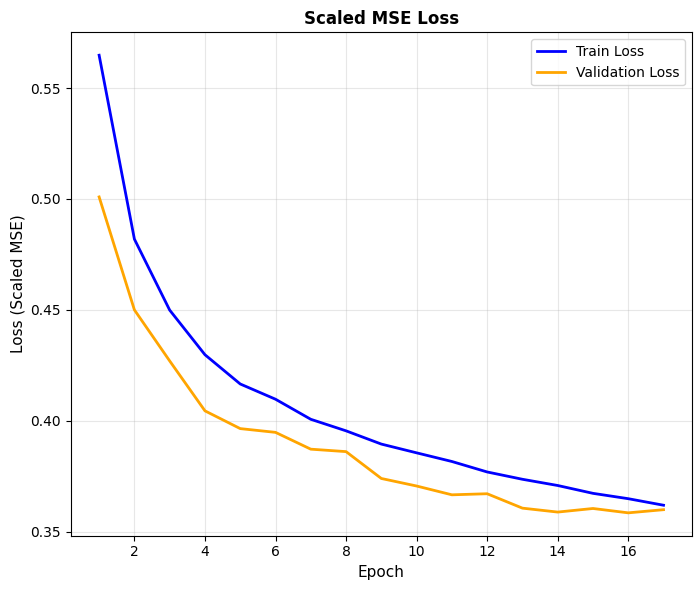 Scaled MSE Loss
Train Loss
Validation Loss
Loss (Scaled MSE)
0.55
0.50
0.45
0.40
0.35
2 4 6 8 10 12 14 16
Epoch